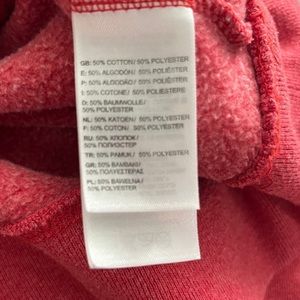 GB: 50% COTTON/ 50% POLYESTER
E: 50% ALGODÓN/ 50% POLIÉSTER
P: 50% ALGODÃO/ 50% POLIÉSTER
I: 50% COTONE/ 50% POLIESTERE
D: 50% BAUMWOLLE/
50% POLYESTER
NL: 50% KATOEN/ 50% POLYESTER
F: 50% COTON/ 50% POLYESTER
RU: 50% ХЛОПОК/
50% ПОЛИЭСТЕР
TR: 50% PAMUK/ 50% POLYESTER
GR: 50% ΒΑΜΒΑΚΙ/
50% ΠΟΛΥΕΣΤΕΡΑΣ
PL: 50% BAWEŁNA/
50% POLYESTER